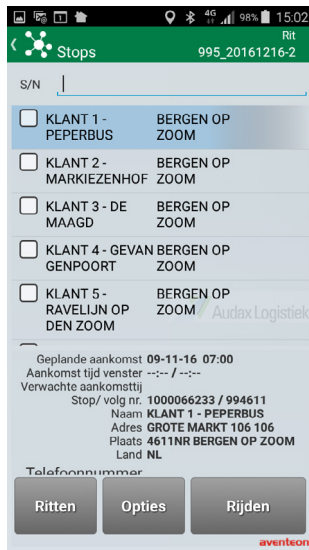 4G 98% 15:02
Stops
Rit
995_20161216-2
S/N
KLANT 1 - PEPERBUS BERGEN OP ZOOM
KLANT 2 - MARKIEZENHOF BERGEN OP ZOOM
KLANT 3 - DE MAAGD BERGEN OP ZOOM
KLANT 4 - GEVANGENPOORT BERGEN OP ZOOM
KLANT 5 - RAVELIJN OP DEN ZOOM BERGEN OP ZOOM
Audax Logistiek
Geplande aankomst 09-11-16 07:00
Aankomst tijd venster --:-- / --:--
Verwachte aankomsttij
Stop/ volg nr. 1000066233 / 994611
Naam KLANT 1 - PEPERBUS
Adres GROTE MARKT 106 106
Plaats 4611NR BERGEN OP ZOOM
Land NL
Telefoonnummer
Ritten Opties Rijden
aventeon